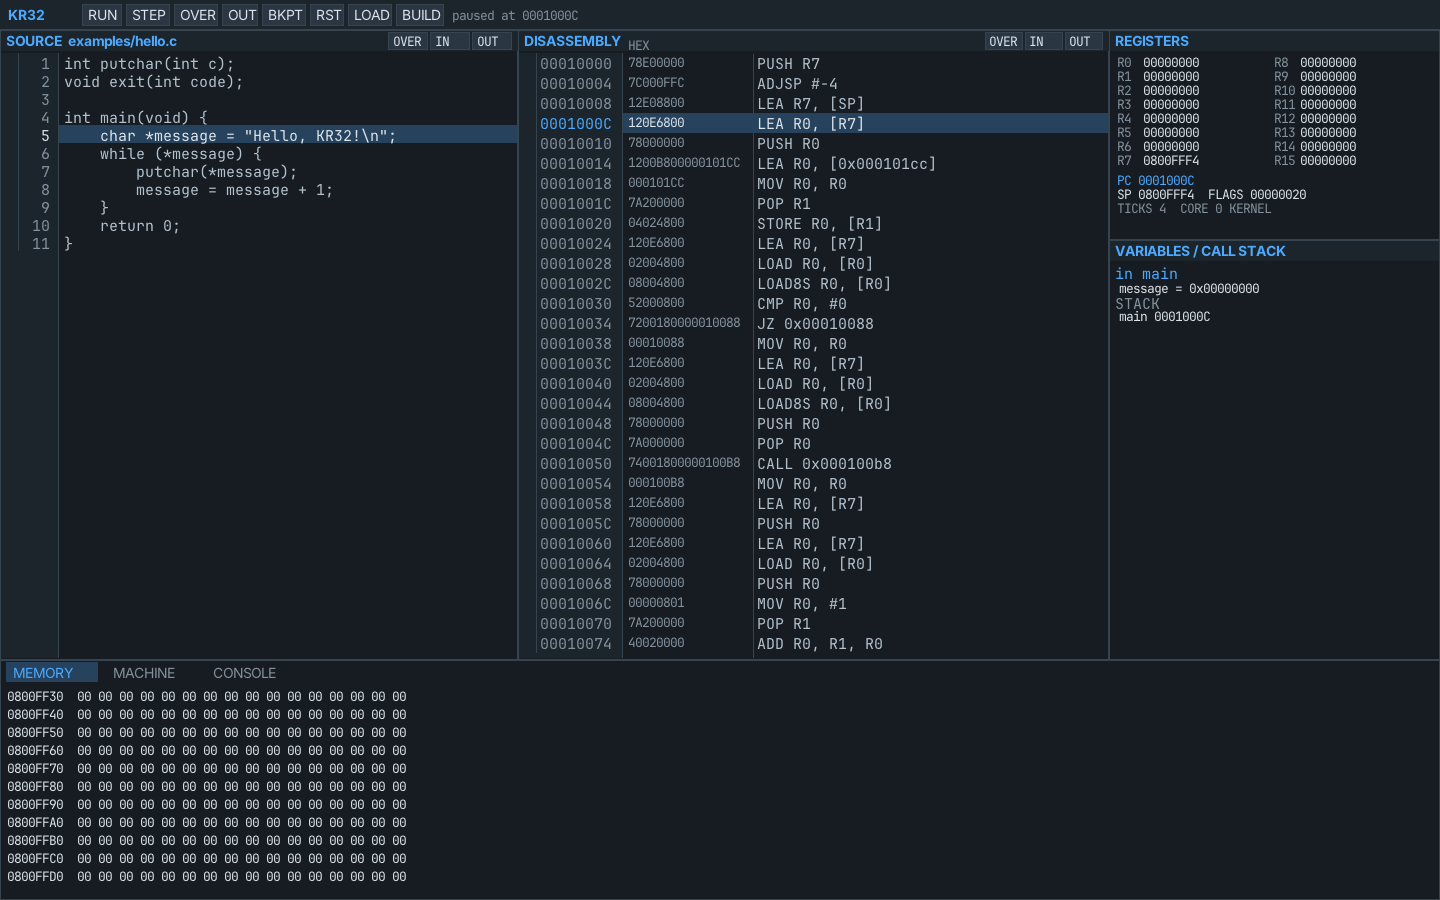 KR32 RUN STEP OVER OUT BKPT RST LOAD BUILD paused at 0001000C
SOURCE examples/hello.c OVER IN OUT
1 int putchar(int c);
2 void exit(int code);
3
4 int main(void) {
5     char *message = "Hello, KR32!\n";
6     while (*message) {
7         putchar(*message);
8         message = message + 1;
9     }
10     return 0;
11 }
DISASSEMBLY HEX OVER IN OUT
00010000 78E00000 PUSH R7
00010004 7C000FFC ADJSP #-4
00010008 12E08800 LEA R7, [SP]
0001000C 120E6800 LEA R0, [R7]
00010010 78000000 PUSH R0
00010014 1200B800000101CC LEA R0, [0x000101cc]
00010018 000101CC MOV R0, R0
0001001C 7A200000 POP R1
00010020 04024800 STORE R0, [R1]
00010024 120E6800 LEA R0, [R7]
00010028 02004800 LOAD R0, [R0]
0001002C 08004800 LOAD8S R0, [R0]
00010030 52000800 CMP R0, #0
00010034 7200180000010088 JZ 0x00010088
00010038 00010088 MOV R0, R0
0001003C 120E6800 LEA R0, [R7]
00010040 02004800 LOAD R0, [R0]
00010044 08004800 LOAD8S R0, [R0]
00010048 78000000 PUSH R0
0001004C 7A000000 POP R0
00010050 74001800000100B8 CALL 0x000100b8
00010054 000100B8 MOV R0, R0
00010058 120E6800 LEA R0, [R7]
0001005C 78000000 PUSH R0
00010060 120E6800 LEA R0, [R7]
00010064 02004800 LOAD R0, [R0]
00010068 78000000 PUSH R0
0001006C 00000801 MOV R0, #1
00010070 7A200000 POP R1
00010074 40020000 ADD R0, R1, R0
REGISTERS
R0 00000000 R8 00000000
R1 00000000 R9 00000000
R2 00000000 R10 00000000
R3 00000000 R11 00000000
R4 00000000 R12 00000000
R5 00000000 R13 00000000
R6 00000000 R14 00000000
R7 0800FFF4 R15 00000000
PC 0001000C
SP 0800FFF4 FLAGS 00000020
TICKS 4 CORE 0 KERNEL
VARIABLES / CALL STACK
in main
message = 0x00000000
STACK
main 0001000C
MEMORY MACHINE CONSOLE
0800FF30 00 00 00 00 00 00 00 00 00 00 00 00 00 00 00 00
0800FF40 00 00 00 00 00 00 00 00 00 00 00 00 00 00 00 00
0800FF50 00 00 00 00 00 00 00 00 00 00 00 00 00 00 00 00
0800FF60 00 00 00 00 00 00 00 00 00 00 00 00 00 00 00 00
0800FF70 00 00 00 00 00 00 00 00 00 00 00 00 00 00 00 00
0800FF80 00 00 00 00 00 00 00 00 00 00 00 00 00 00 00 00
0800FF90 00 00 00 00 00 00 00 00 00 00 00 00 00 00 00 00
0800FFA0 00 00 00 00 00 00 00 00 00 00 00 00 00 00 00 00
0800FFB0 00 00 00 00 00 00 00 00 00 00 00 00 00 00 00 00
0800FFC0 00 00 00 00 00 00 00 00 00 00 00 00 00 00 00 00
0800FFD0 00 00 00 00 00 00 00 00 00 00 00 00 00 00 00 00